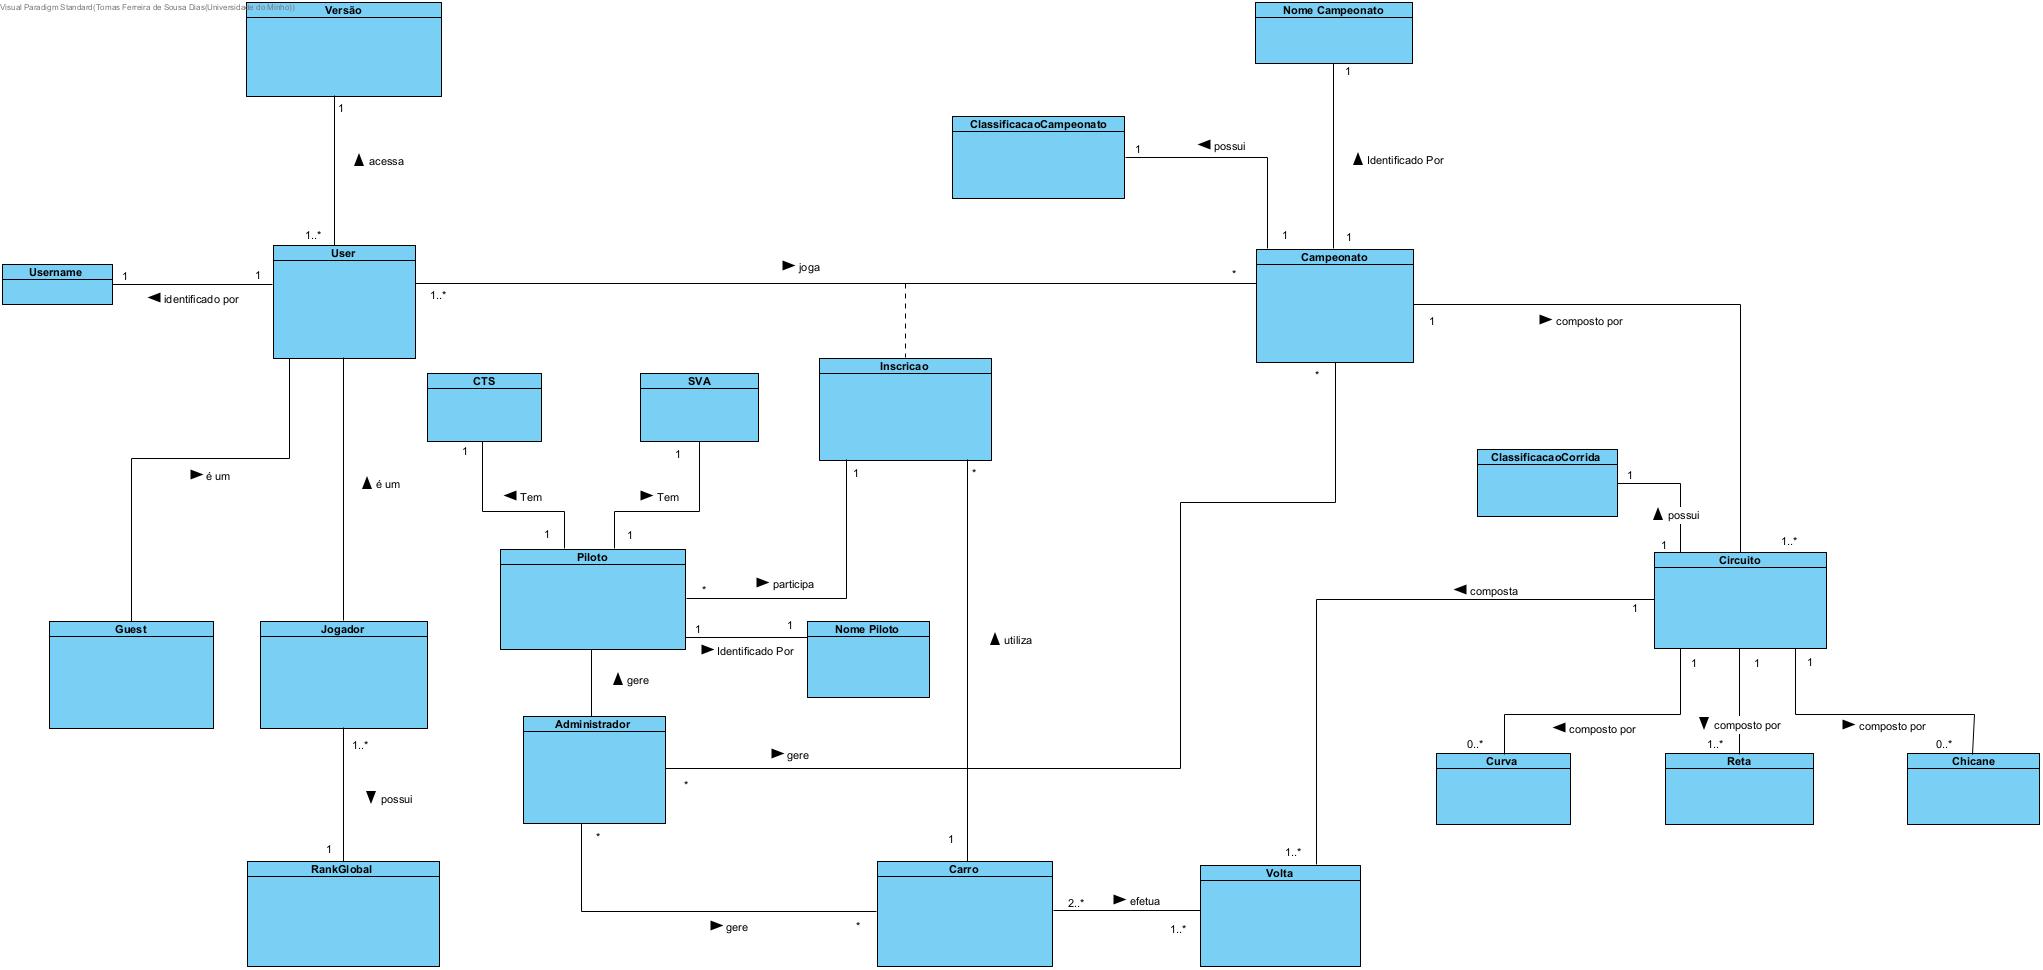 Visual Paradigm Standard(Tomas Ferreira de Sousa Dias(Universidade do Minho))
Versão
Nome Campeonato
1
1
ClassificacaoCampeonato
possui
1
acessa
Identificado Por
1..*
1
1
User
Campeonato
Username
1
1
identificado por
joga
*
1..*
1
composto por
Inscricao
*
CTS
SVA
1
1
1
*
é um
é um
Tem
Tem
ClassificacaoCorrida
1
possui
1
1
1
1..*
Piloto
Circuito
*
participa
composta
1
Guest
Jogador
1
1
Nome Piloto
Identificado Por
utiliza
1
1
1
gere
Administrador
composto por
composto por
composto por
1..*
0..*
1..*
0..*
gere
*
Curva
Reta
Chicane
possui
*
1
1
1..*
RankGlobal
Carro
Volta
2..*
efetua
*
gere
1..*